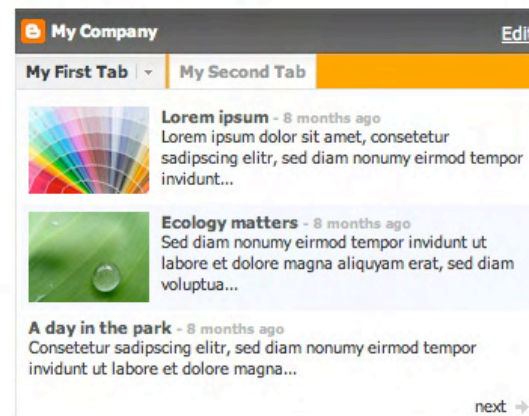 My Company
Edit
My First Tab
My Second Tab
Lorem ipsum - 8 months ago
Lorem ipsum dolor sit amet, consetetur
sadipscing elitr, sed diam nonumy eirmod tempor
invidunt...
Ecology matters - 8 months ago
Sed diam nonumy eirmod tempor invidunt ut
labore et dolore magna aliquyam erat, sed diam
voluptua...
A day in the park - 8 months ago
Consetetur sadipscing elitr, sed diam nonumy eirmod tempor
invidunt ut labore et dolore magna...
next